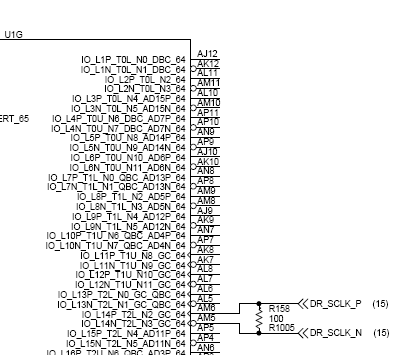 U1G
IO_L1P_T0L_N0_DBC_64 AJ12
IO_L1N_T0L_N1_DBC_64 AK12
IO_L2P_T0L_N2_64 AL11
IO_L2N_T0L_N3_64 AM11
IO_L3P_T0L_N4_AD15P_64 AL10
IO_L3N_T0L_N5_AD15N_64 AM10
ERT_65 IO_L4P_T0U_N6_DBC_AD7P_64 AP11
IO_L4N_T0U_N7_DBC_AD7N_64 AP10
IO_L5P_T0U_N8_AD14P_64 AN9
IO_L5N_T0U_N9_AD14N_64 AP9
IO_L6P_T0U_N10_AD6P_64 AJ10
IO_L6N_T0U_N11_AD6N_64 AK10
IO_L7P_T1L_N0_QBC_AD13P_64 AN8
IO_L7N_T1L_N1_QBC_AD13N_64 AP8
IO_L8P_T1L_N2_AD5P_64 AM9
IO_L8N_T1L_N3_AD5N_64 AM8
IO_L9P_T1L_N4_AD12P_64 AJ9
IO_L9N_T1L_N5_AD12N_64 AK9
IO_L10P_T1U_N6_QBC_AD4P_64 AN7
IO_L10N_T1U_N7_QBC_AD4N_64 AP7
IO_L11P_T1U_N8_GC_64 AK8
IO_L11N_T1U_N9_GC_64 AK7
IO_L12P_T1U_N10_GC_64 AL8
IO_L12N_T1U_N11_GC_64 AL7
IO_L13P_T2L_N0_GC_QBC_64 AL6
IO_L13N_T2L_N1_GC_QBC_64 AL5
IO_L14P_T2L_N2_GC_64 AM6
IO_L14N_T2L_N3_GC_64 AM5
IO_L15P_T2L_N4_AD11P_64 AP5
IO_L15N_T2L_N5_AD11N_64 AP4
IO_L16P_T2U_N6_QBC_AD3P_64 AN6
DR_SCLK_P (15)
R158
100
R1005
DR_SCLK_N (15)